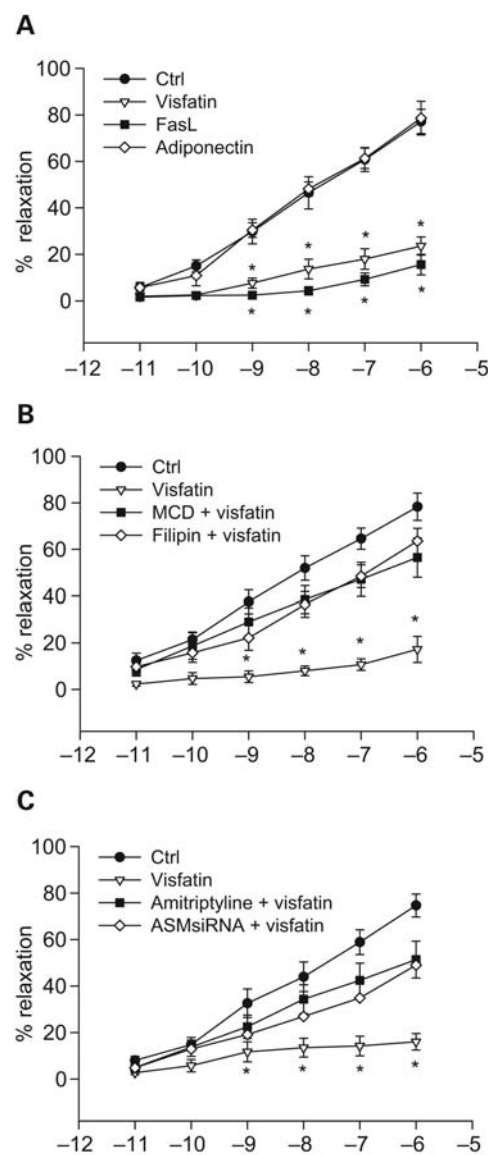 A
100
80
60
40
20
0
% relaxation
Ctrl
Visfatin
FasL
Adiponectin
* * * *
* * * *
–12 –11 –10 –9 –8 –7 –6 –5
B
100
80
60
40
20
0
% relaxation
Ctrl
Visfatin
MCD + visfatin
Filipin + visfatin
* * * *
–12 –11 –10 –9 –8 –7 –6 –5
C
100
80
60
40
20
0
% relaxation
Ctrl
Visfatin
Amitriptyline + visfatin
ASMsiRNA + visfatin
* * * *
–12 –11 –10 –9 –8 –7 –6 –5